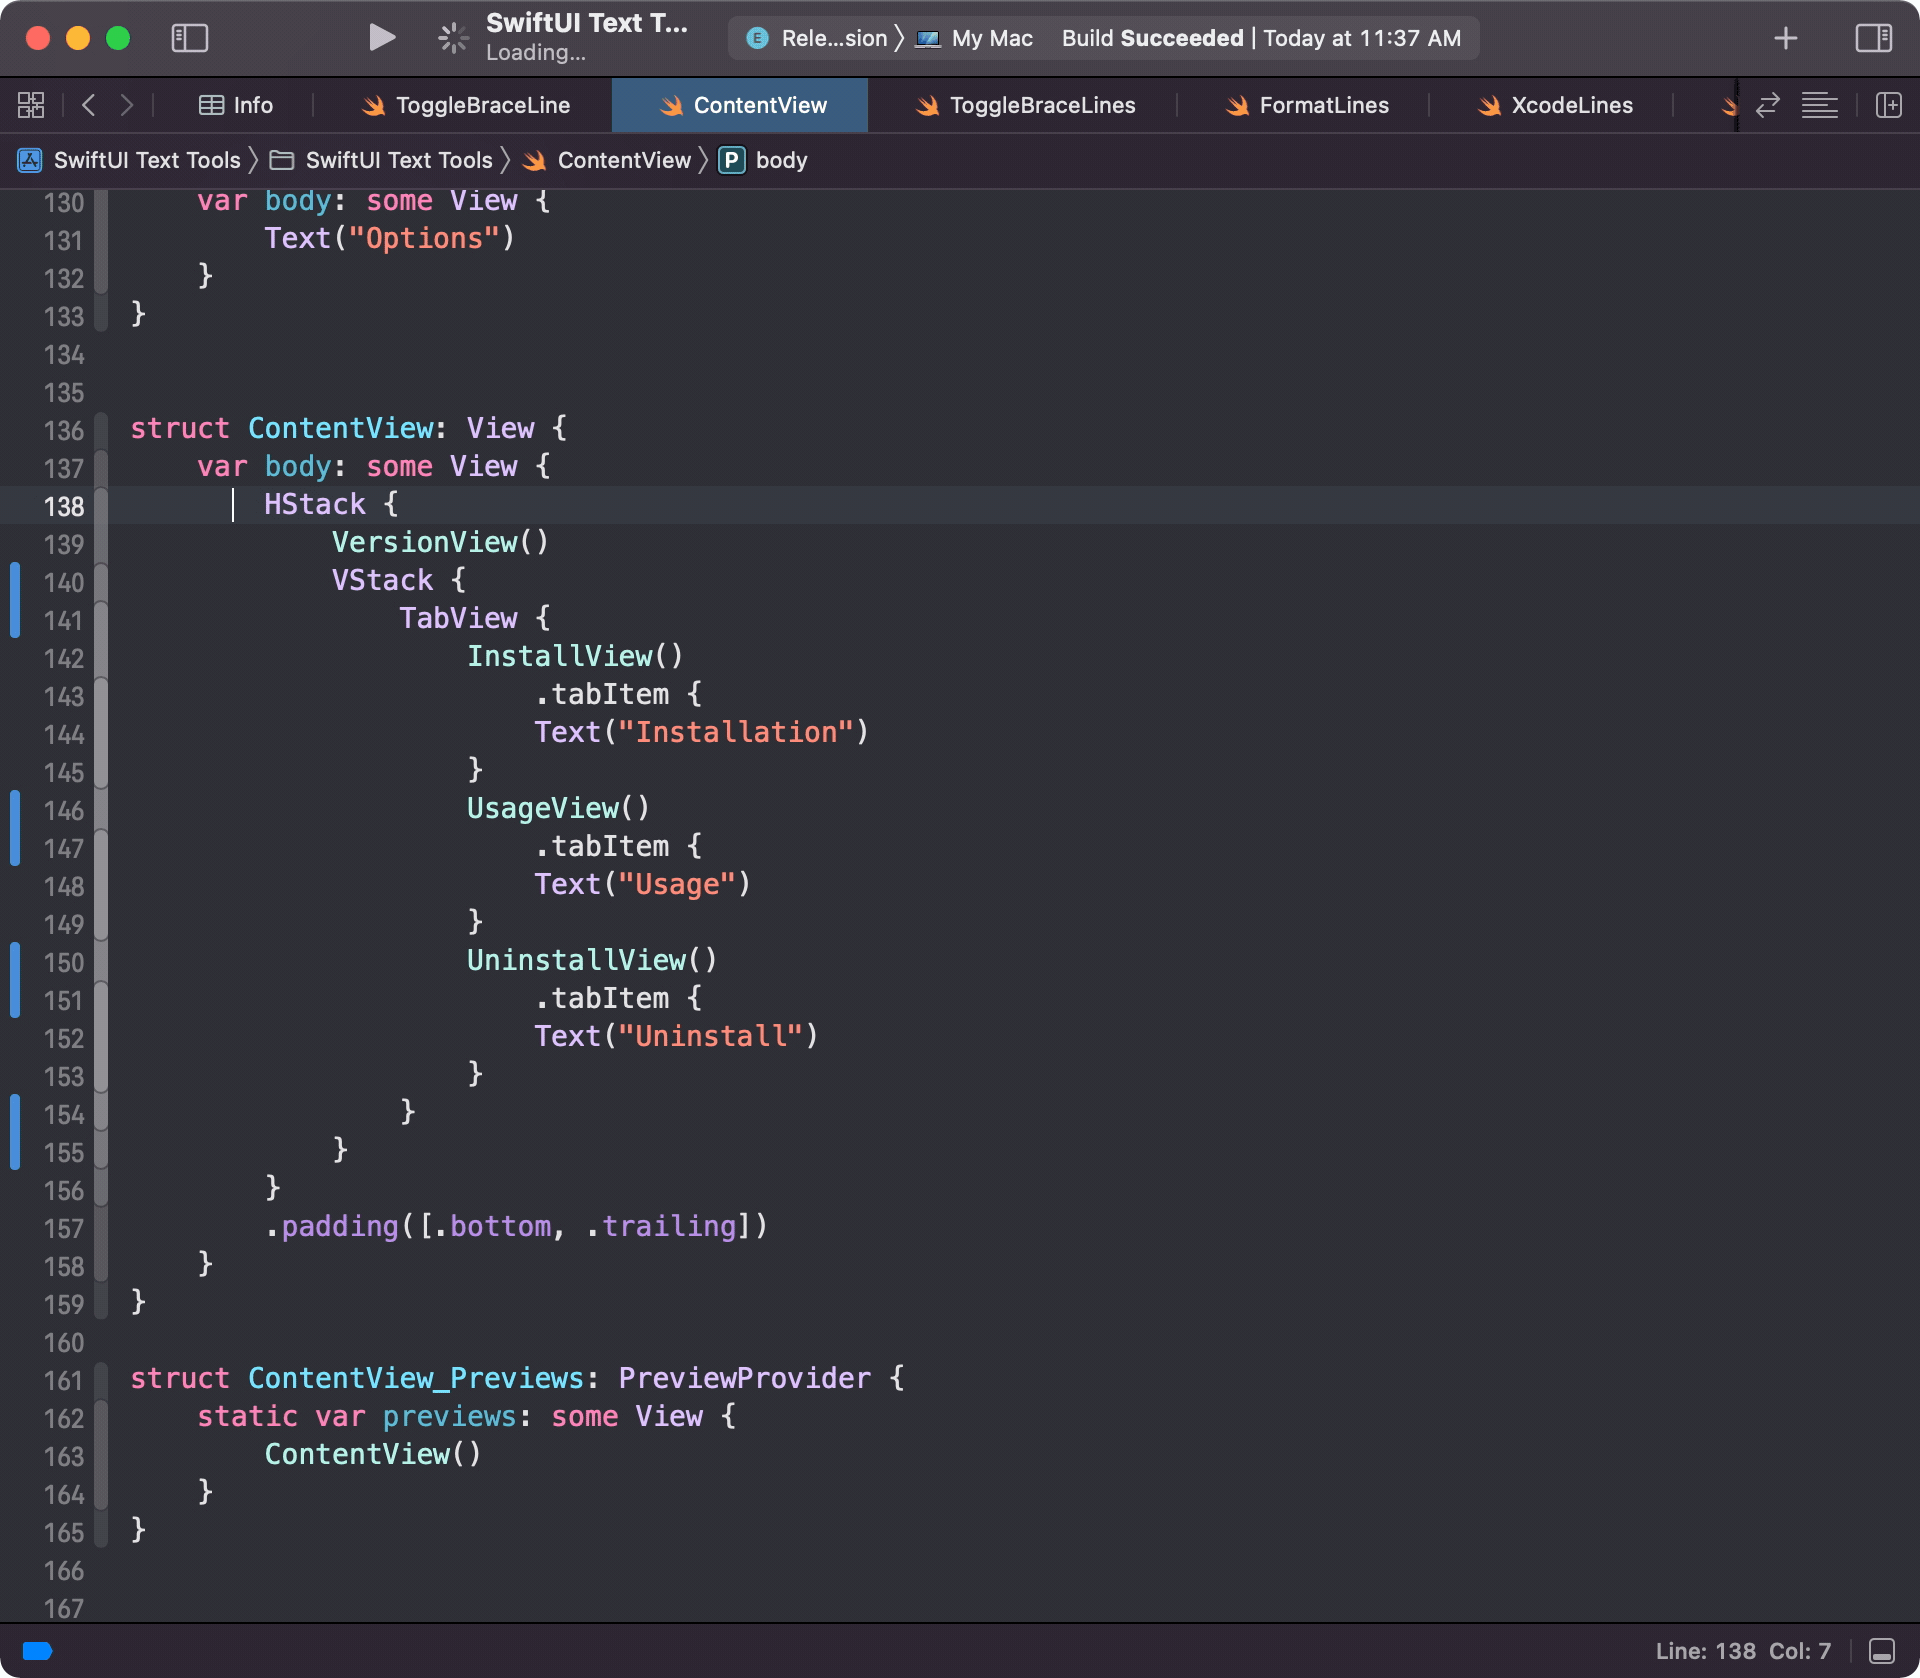 SwiftUI Text T...
Loading...
E Rele...sion 〉 My Mac Build Succeeded | Today at 11:37 AM
Info ToggleBraceLine ContentView ToggleBraceLines FormatLines XcodeLines
SwiftUI Text Tools 〉 SwiftUI Text Tools 〉 ContentView 〉 P body
130     var body: some View {
131         Text("Options")
132     }
133 }
134
135
136 struct ContentView: View {
137     var body: some View {
138         HStack {
139             VersionView()
140             VStack {
141                 TabView {
142                     InstallView()
143                         .tabItem {
144                         Text("Installation")
145                     }
146                     UsageView()
147                         .tabItem {
148                         Text("Usage")
149                     }
150                     UninstallView()
151                         .tabItem {
152                         Text("Uninstall")
153                     }
154                 }
155             }
156         }
157         .padding([.bottom, .trailing])
158     }
159 }
160
161 struct ContentView_Previews: PreviewProvider {
162     static var previews: some View {
163         ContentView()
164     }
165 }
166
167
Line: 138 Col: 7